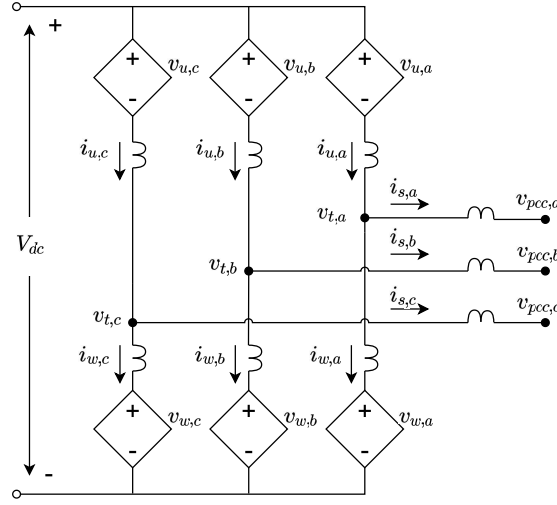 +
+ + +
v_{u,c} v_{u,b} v_{u,a}
- - -
i_{u,c} i_{u,b} i_{u,a}
i_{s,a}
v_{t,a} v_{pcc,a}
V_{dc}
i_{s,b}
v_{t,b} v_{pcc,b}
i_{s,c}
v_{t,c} v_{pcc,c}
i_{w,c} i_{w,b} i_{w,a}
+ + +
v_{w,c} v_{w,b} v_{w,a}
- - -
-